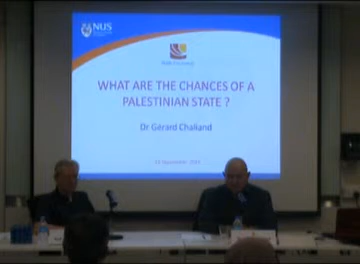 NUS
WHAT ARE THE CHANCES OF A
PALESTINIAN STATE ?
Dr Gérard Chaliand